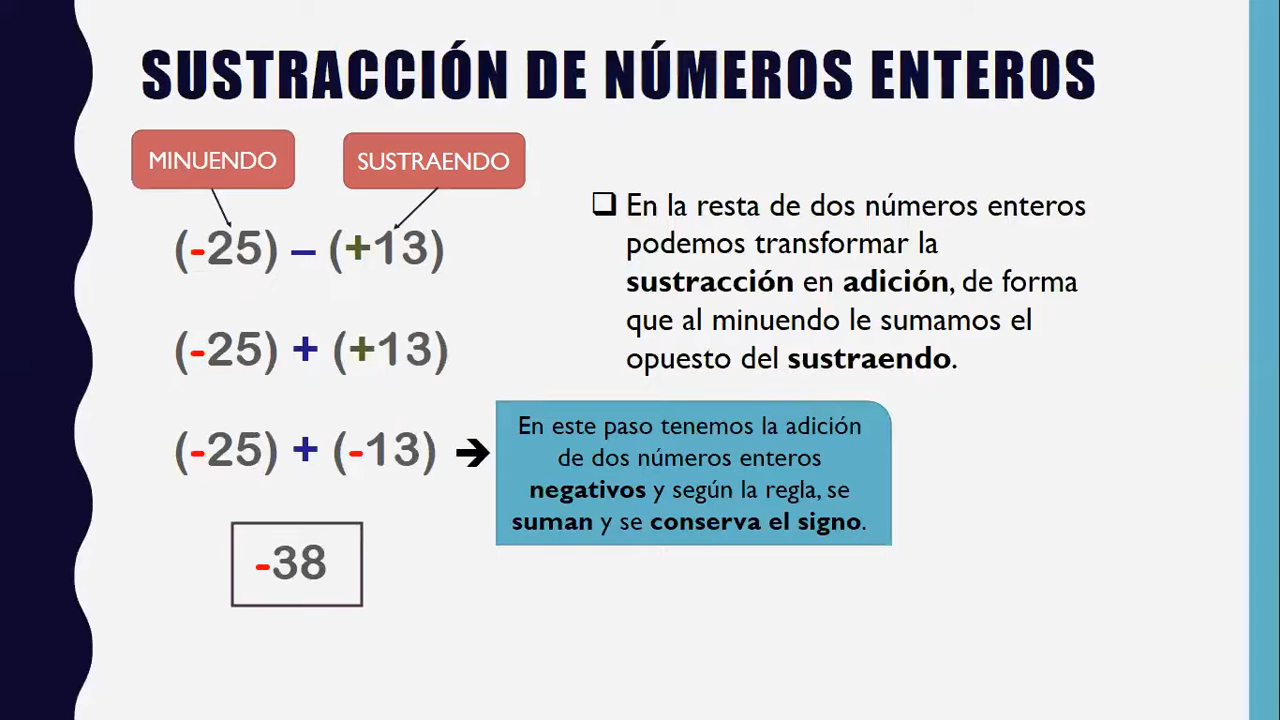 SUSTRACCIÓN DE NÚMEROS ENTEROS
MINUENDO
SUSTRAENDO
(-25) – (+13)
(-25) + (+13)
(-25) + (-13) ➔
-38
❑ En la resta de dos números enteros
podemos transformar la
sustracción en adición, de forma
que al minuendo le sumamos el
opuesto del sustraendo.
En este paso tenemos la adición
de dos números enteros
negativos y según la regla, se
suman y se conserva el signo.